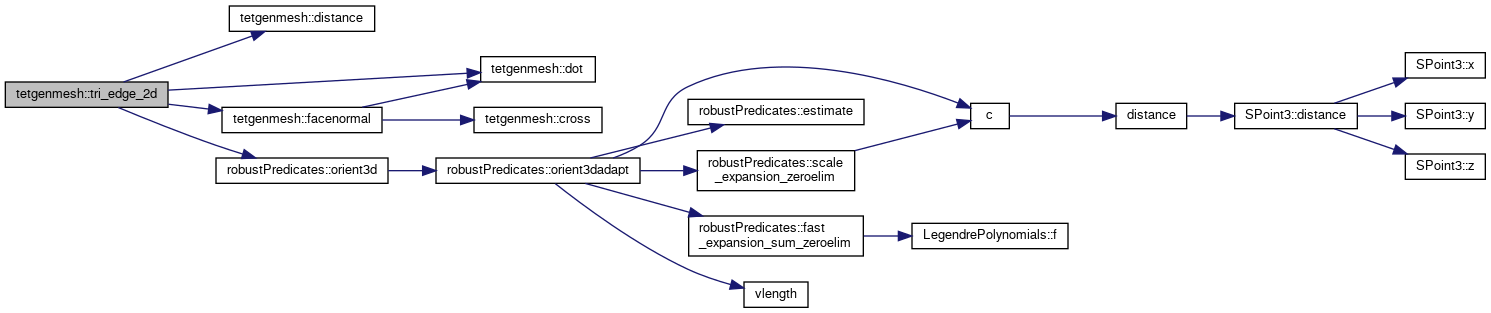 tetgenmesh::tri_edge_2d
tetgenmesh::distance
tetgenmesh::dot
tetgenmesh::facenormal
tetgenmesh::cross
robustPredicates::orient3d
robustPredicates::orient3dadapt
robustPredicates::estimate
robustPredicates::scale
_expansion_zeroelim
robustPredicates::fast
_expansion_sum_zeroelim
vlength
c
LegendrePolynomials::f
distance
SPoint3::distance
SPoint3::x
SPoint3::y
SPoint3::z